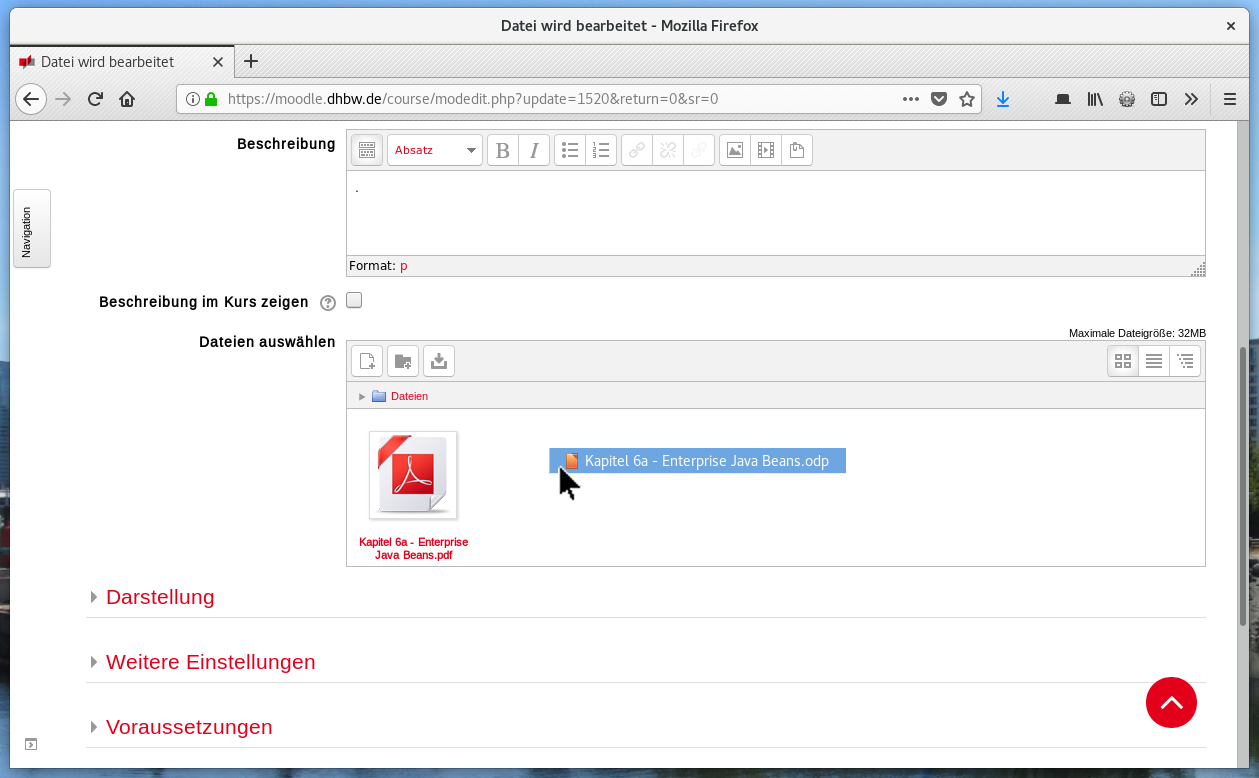 Datei wird bearbeitet - Mozilla Firefox
Datei wird bearbeitet
https://moodle.dhbw.de/course/modedit.php?update=1520&return=0&sr=0
Navigation
Beschreibung
Absatz
B I
.
Format: p
Beschreibung im Kurs zeigen
Dateien auswählen
Maximale Dateigröße: 32MB
Dateien
Kapitel 6a - Enterprise Java Beans.odp
Kapitel 6a - Enterprise
Java Beans.pdf
Darstellung
Weitere Einstellungen
Voraussetzungen